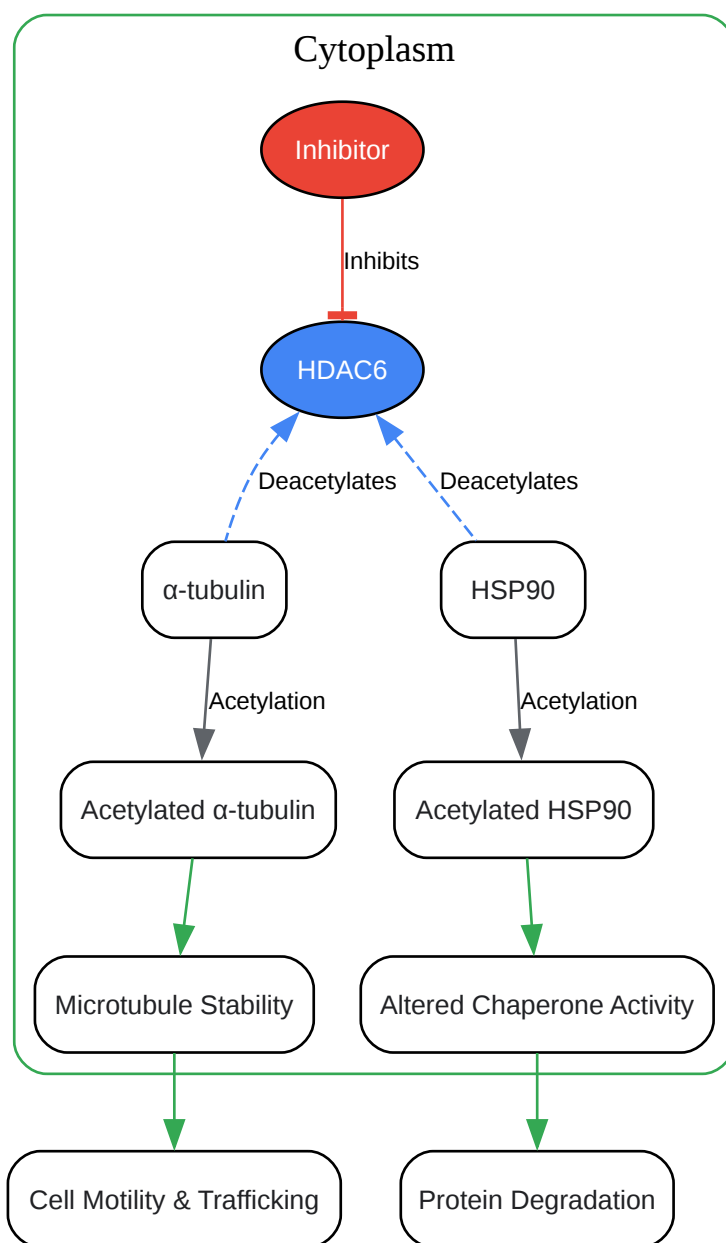 Cytoplasm
Inhibitor
Inhibits
HDAC6
Deacetylates
Deacetylates
α-tubulin
HSP90
Acetylation
Acetylation
Acetylated α-tubulin
Acetylated HSP90
Microtubule Stability
Altered Chaperone Activity
Cell Motility & Trafficking
Protein Degradation